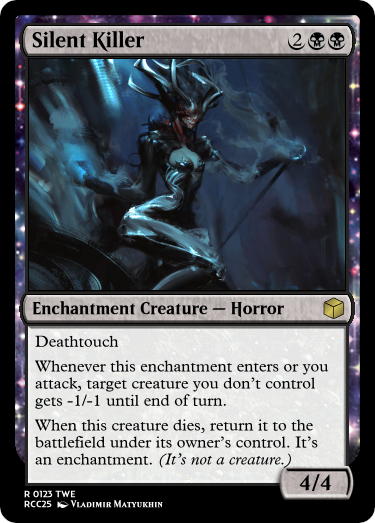 Silent Killer 2
Enchantment Creature — Horror
Deathtouch
Whenever this enchantment enters or you
attack, target creature you don't control
gets -1/-1 until end of turn.
When this creature dies, return it to the
battlefield under its owner's control. It's
an enchantment. (It's not a creature.)
4/4
R 0123 TWE
RCC25 Vladimir Matyukhin